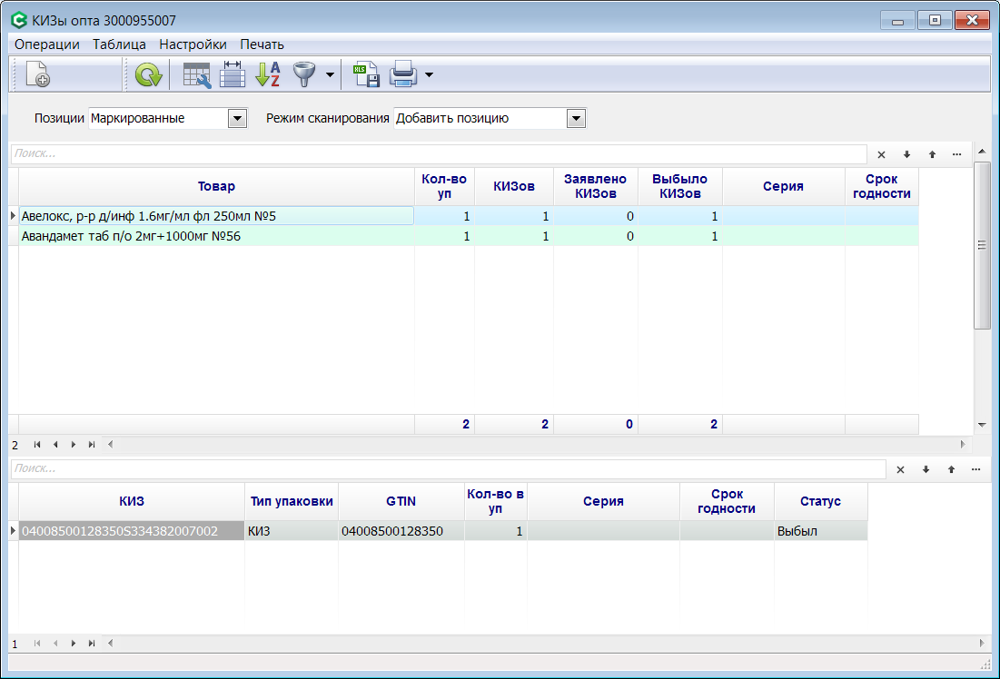 КИЗы опта 3000955007
Операции Таблица Настройки Печать
Позиции Маркированные Режим сканирования Добавить позицию
Поиск...
Товар Кол-во уп КИЗов Заявлено КИЗов Выбыло КИЗов Серия Срок годности
Авелокс, р-р д/инф 1.6мг/мл фл 250мл №5 1 1 0 1
Авандамет таб п/о 2мг+1000мг №56 1 1 0 1
2 2 0 2
2
Поиск...
КИЗ Тип упаковки GTIN Кол-во в уп Серия Срок годности Статус
04008500128350S334382007002 КИЗ 04008500128350 1 Выбыл
1